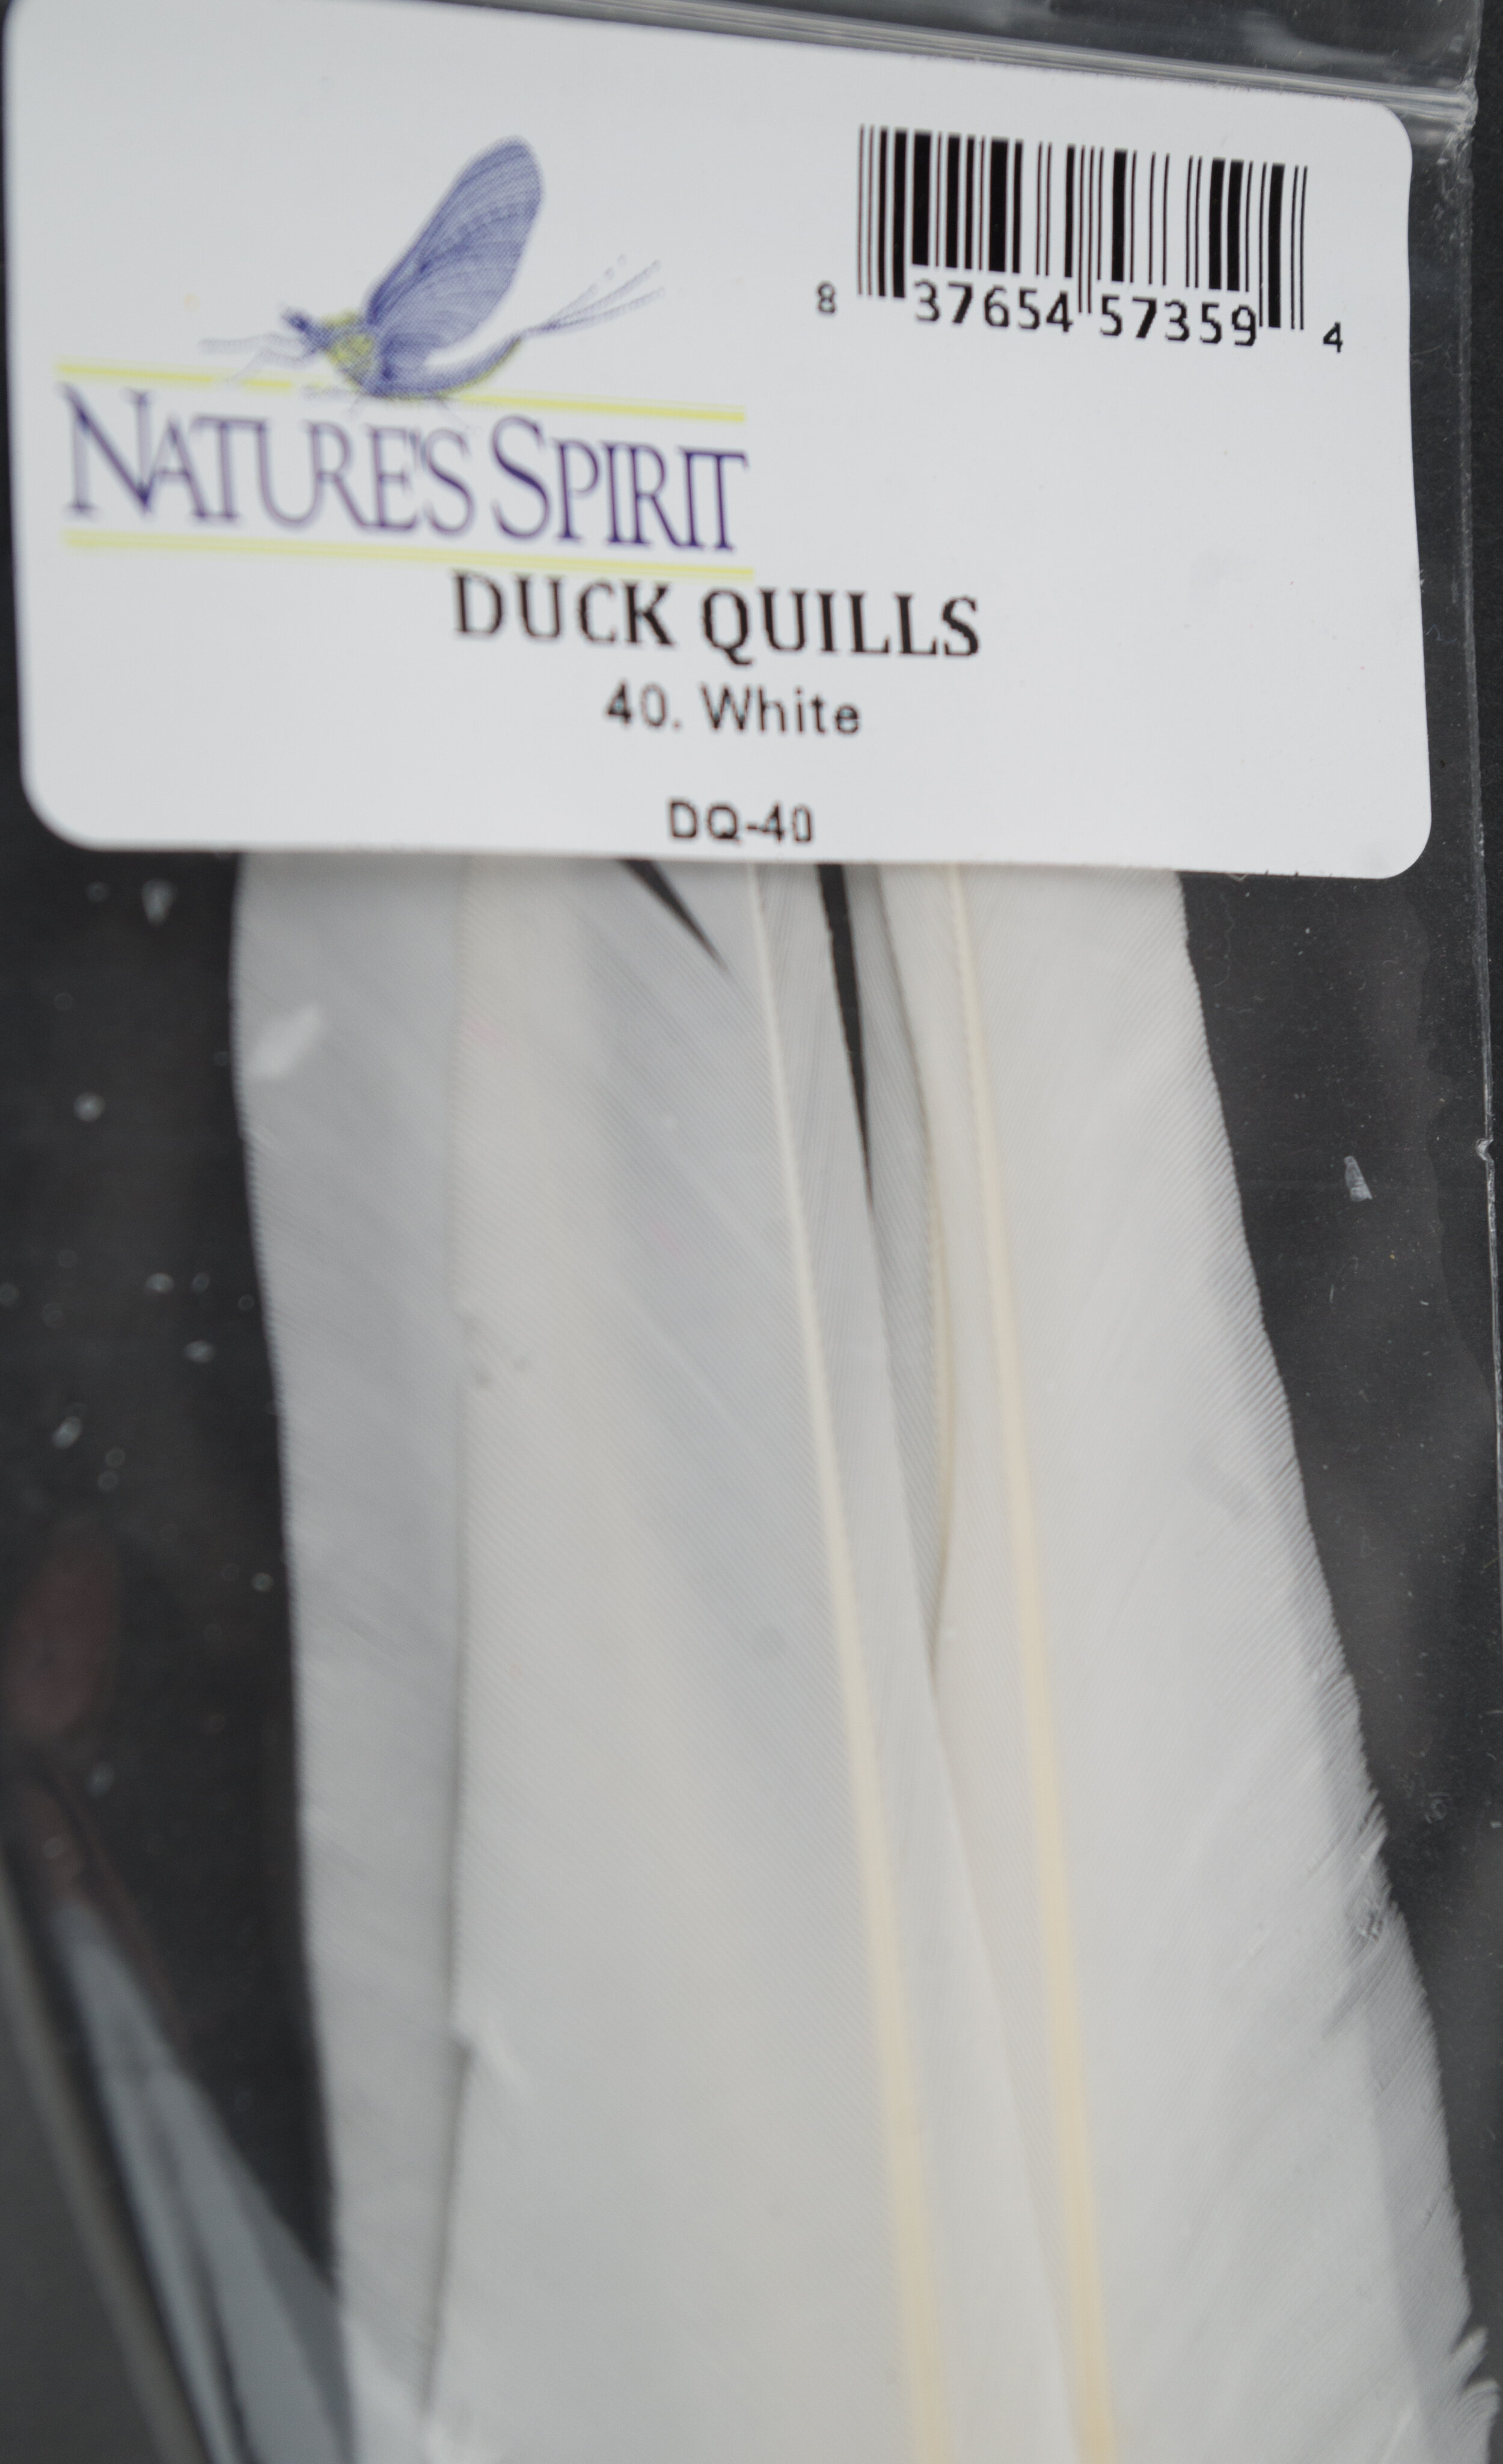 8 37654 57359 4
NATURE'S SPIRIT
DUCK QUILLS
40. White
DQ-40